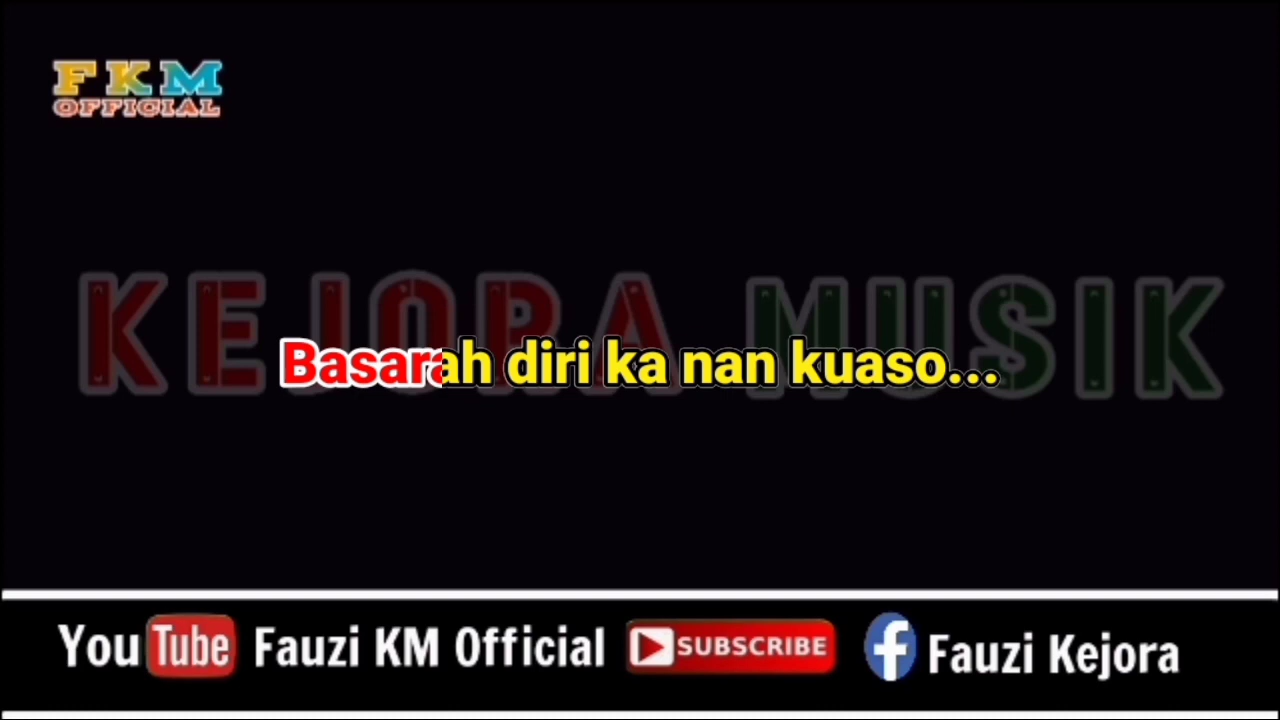 FKM
OFFICIAL
KEJORA MUSIK
Basarah diri ka nan kuaso...
YouTube Fauzi KM Official SUBSCRIBE f Fauzi Kejora